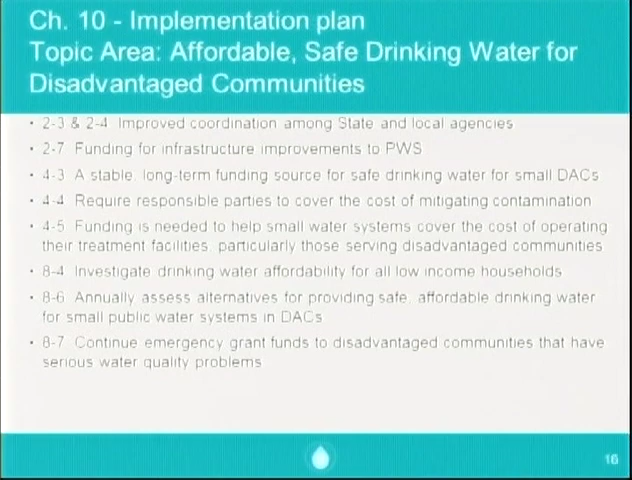 Ch. 10 - Implementation plan
Topic Area: Affordable, Safe Drinking Water for
Disadvantaged Communities
• 2-3 & 2-4 Improved coordination among State and local agencies
• 2-7 Funding for infrastructure improvements to PWS
• 4-3 A stable, long-term funding source for safe drinking water for small DACs
• 4-4 Require responsible parties to cover the cost of mitigating contamination
• 4-5 Funding is needed to help small water systems cover the cost of operating
their treatment facilities, particularly those serving disadvantaged communities
• 8-4 Investigate drinking water affordability for all low income households
• 8-6 Annually assess alternatives for providing safe, affordable drinking water
for small public water systems in DACs
• 8-7 Continue emergency grant funds to disadvantaged communities that have
serious water quality problems
16